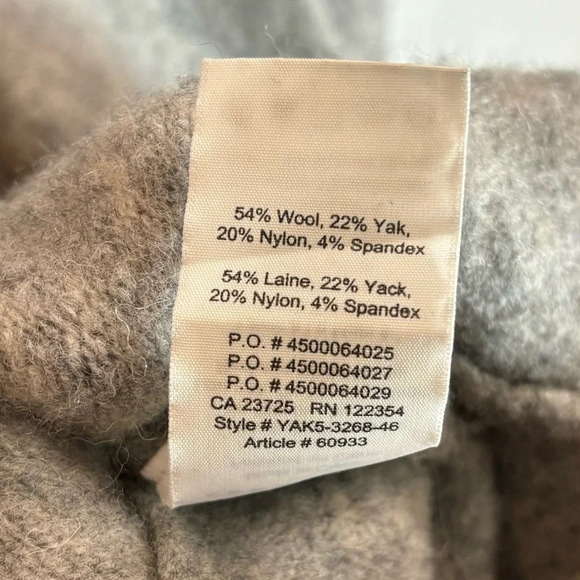 54% Wool, 22% Yak,
20% Nylon, 4% Spandex
54% Laine, 22% Yack,
20% Nylon, 4% Spandex
P.O. # 4500064025
P.O. # 4500064027
P.O. # 4500064029
CA 23725 RN 122354
Style # YAK5-3268-46
Article # 60933